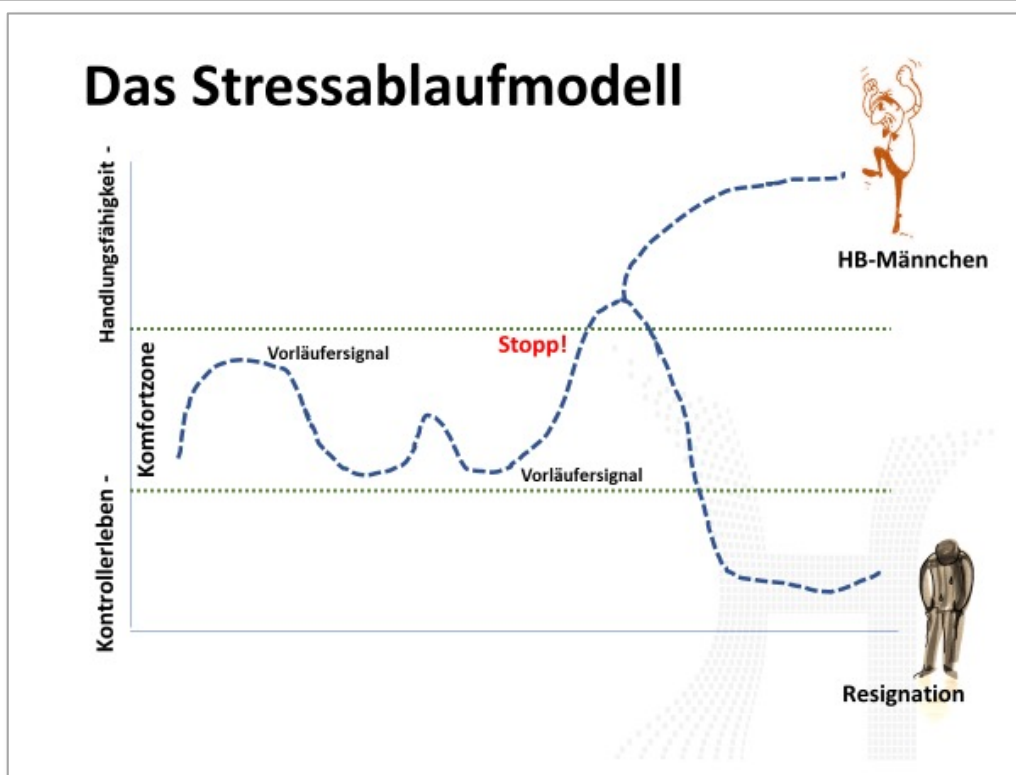 Das Stressablaufmodell
Handlungsfähigkeit -
HB-Männchen
Stopp!
Vorläufersignal
Komfortzone
Vorläufersignal
Kontrollerleben -
Resignation